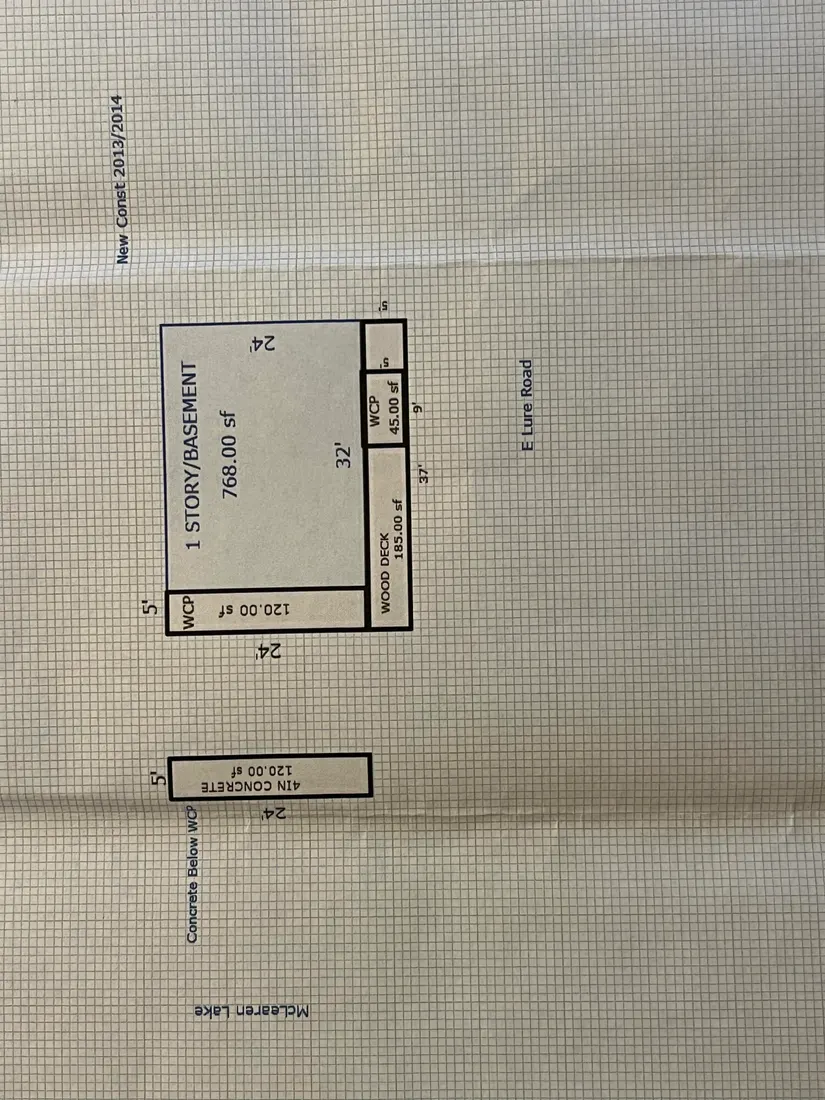 New Const 2013/2014
1 STORY/BASEMENT
768.00 sf
24'
32'
5'
WCP
120.00 sf
24'
WCP
45.00 sf
5'
5'
9'
WOOD DECK
185.00 sf
37'
E Lure Road
5'
4IN CONCRETE
120.00 sf
24'
Concrete Below WCP
McLearen Lake